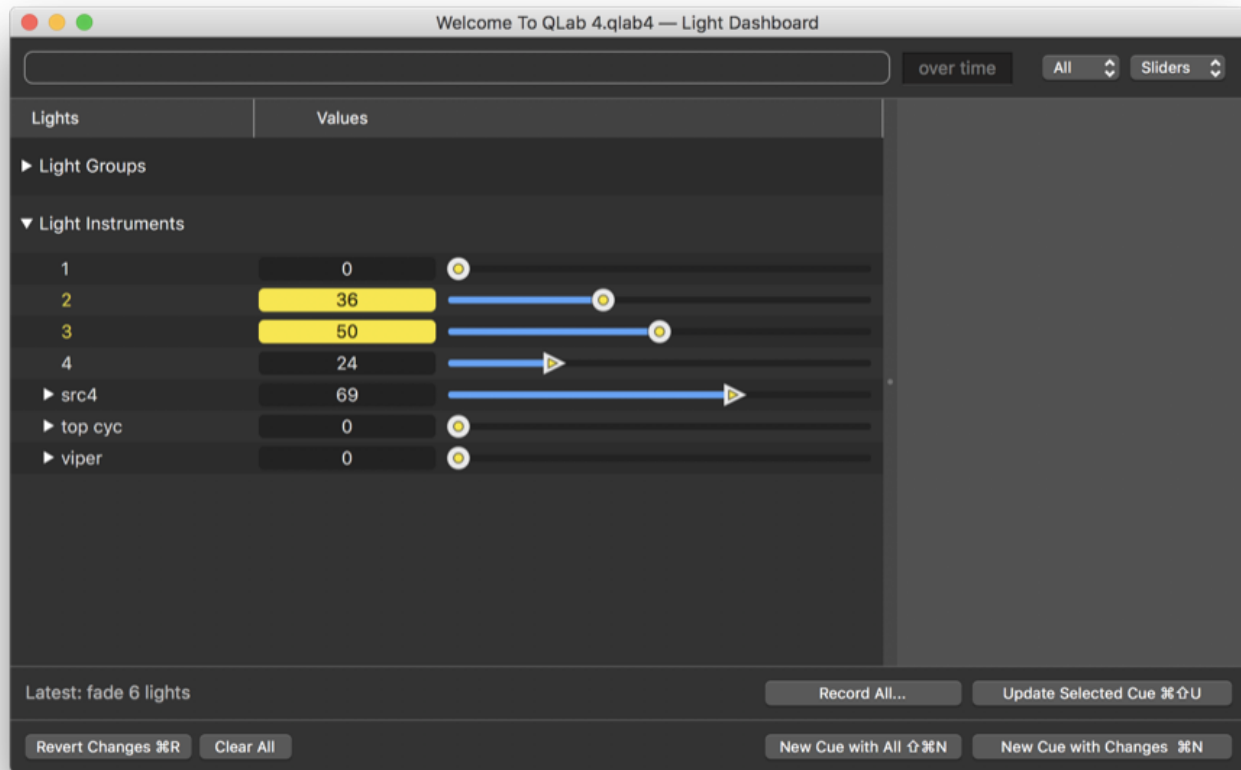 Welcome To QLab 4.qlab4 — Light Dashboard
over time All Sliders
Lights Values
Light Groups
Light Instruments
1 0
2 36
3 50
4 24
src4 69
top cyc 0
viper 0
Latest: fade 6 lights Record All... Update Selected Cue ⌘⇧U
Revert Changes ⌘R Clear All New Cue with All ⇧⌘N New Cue with Changes ⌘N